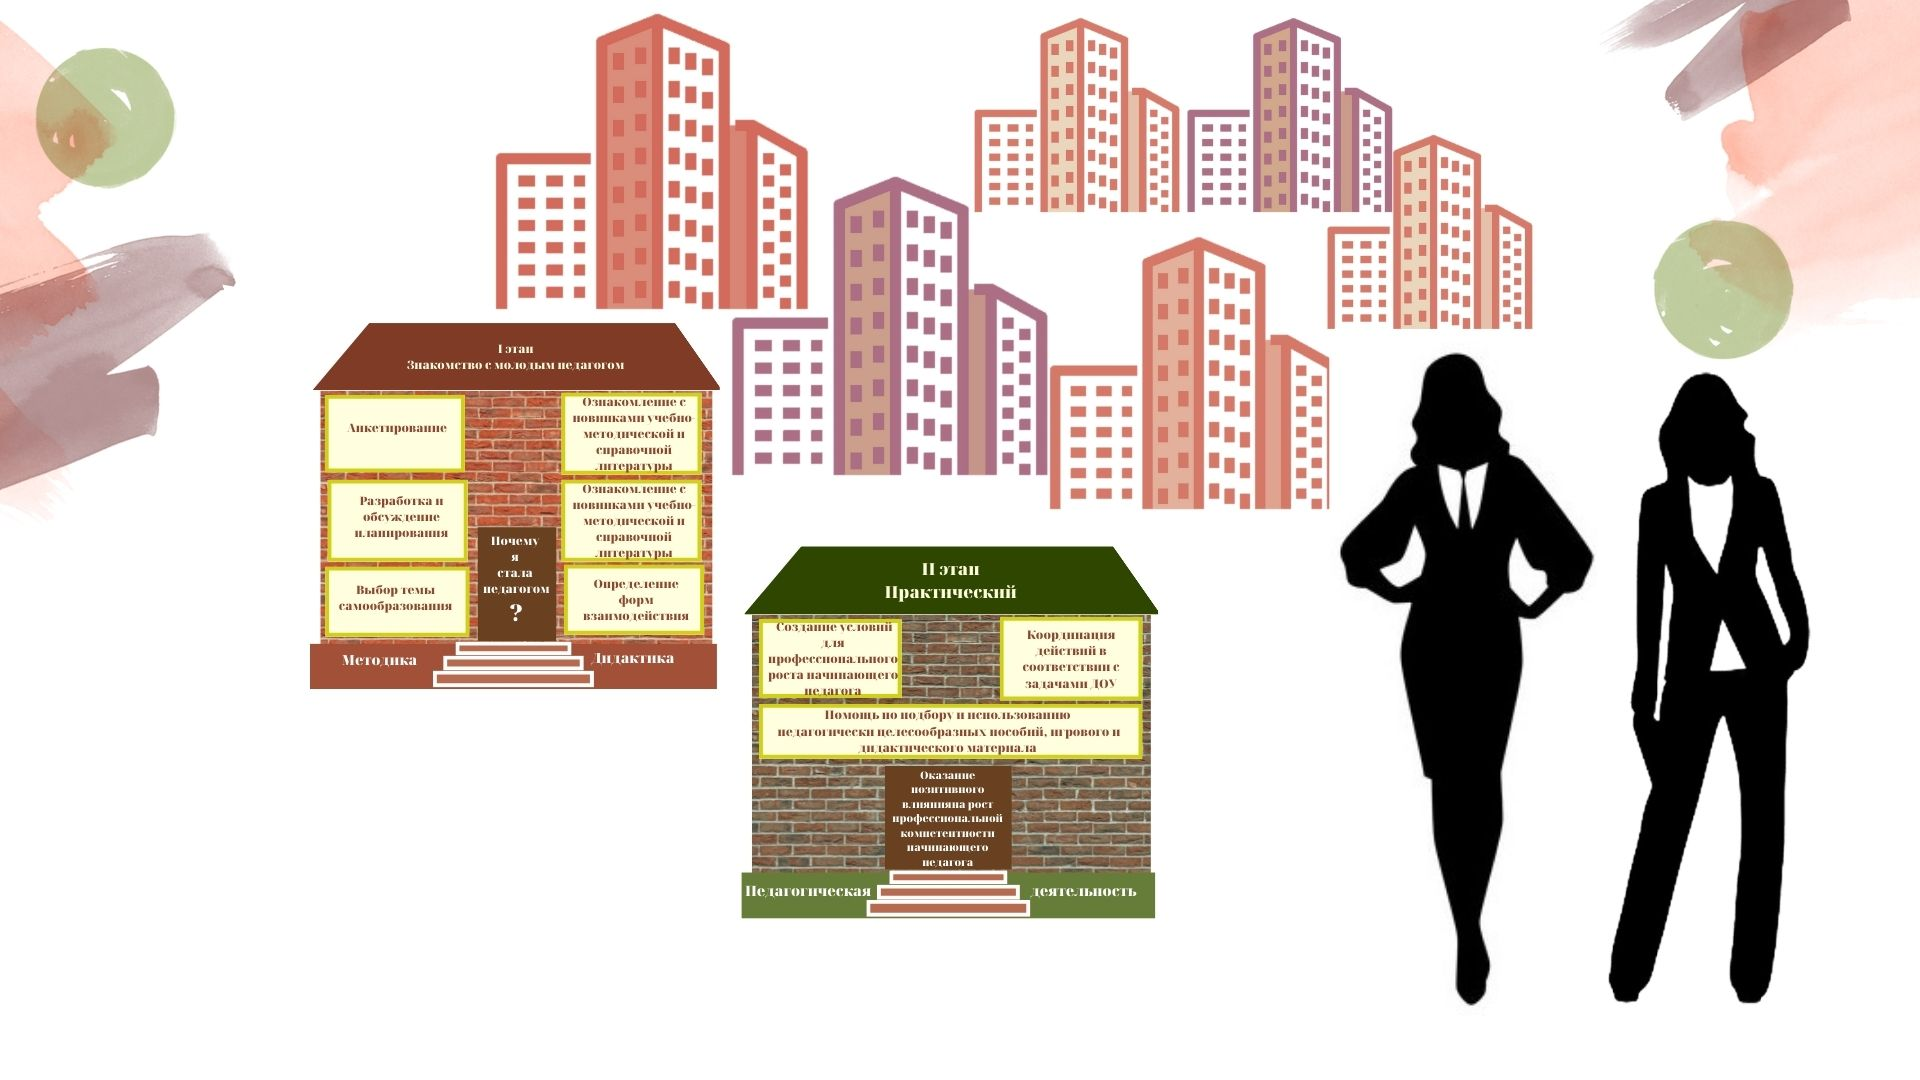 I этап
Знакомство с молодым педагогом
Анкетирование
Ознакомление с
новинками учебно-
методической и
справочной
литературы
Разработка и
обсуждение
планирования
Ознакомление с
новинками учебно-
методической и
справочной
литературы
Выбор темы
самообразования
Почему
я
стала
педагогом
?
Определение
форм
взаимодействия
Методика
Дидактика
II этап
Практический
Создание условий
для
профессионального
роста начинающего
педагога
Координация
действий в
соответствии с
задачами ДОУ
Помощь по подбору и использованию
педагогически целесообразных пособий, игрового и
дидактического материала
Оказание
позитивного
влиянияна рост
профессиональной
компетентности
начинающего
педагога
Педагогическая
деятельность